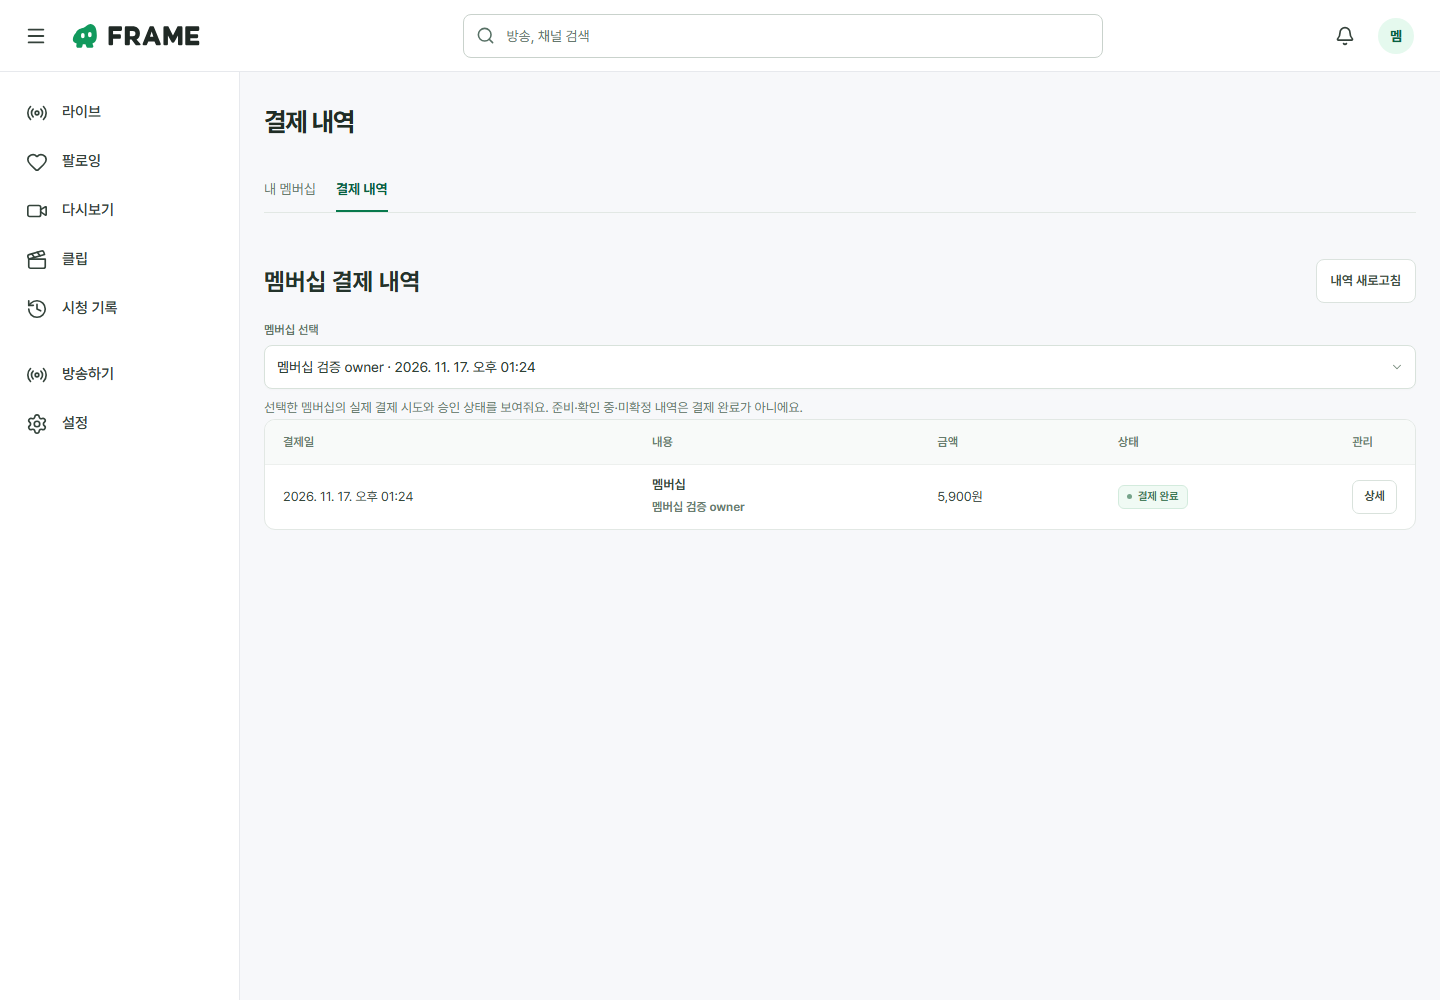 FRAME
방송, 채널 검색
멤
라이브
팔로잉
다시보기
클립
시청 기록
방송하기
설정
결제 내역
내 멤버십
결제 내역
멤버십 결제 내역
내역 새로고침
멤버십 선택
멤버십 검증 owner · 2026. 11. 17. 오후 01:24
선택한 멤버십의 실제 결제 시도와 승인 상태를 보여줘요. 준비·확인 중·미확정 내역은 결제 완료가 아니에요.
결제일 내용 금액 상태 관리
2026. 11. 17. 오후 01:24 멤버십 5,900원 결제 완료 상세
멤버십 검증 owner